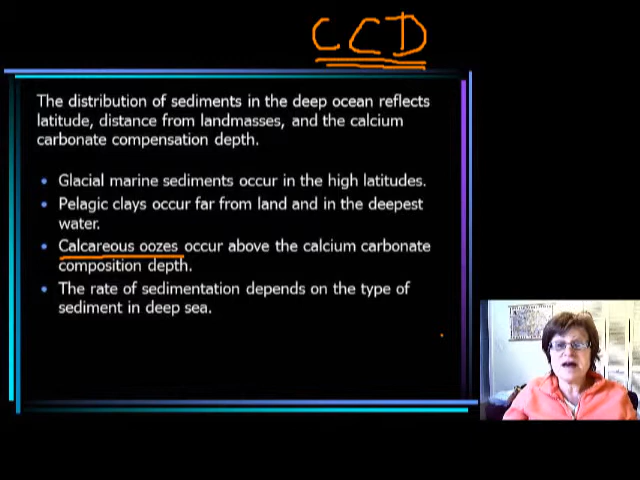 CCD
The distribution of sediments in the deep ocean reflects
latitude, distance from landmasses, and the calcium
carbonate compensation depth.
• Glacial marine sediments occur in the high latitudes.
• Pelagic clays occur far from land and in the deepest
water.
• Calcareous oozes occur above the calcium carbonate
composition depth.
• The rate of sedimentation depends on the type of
sediment in deep sea.